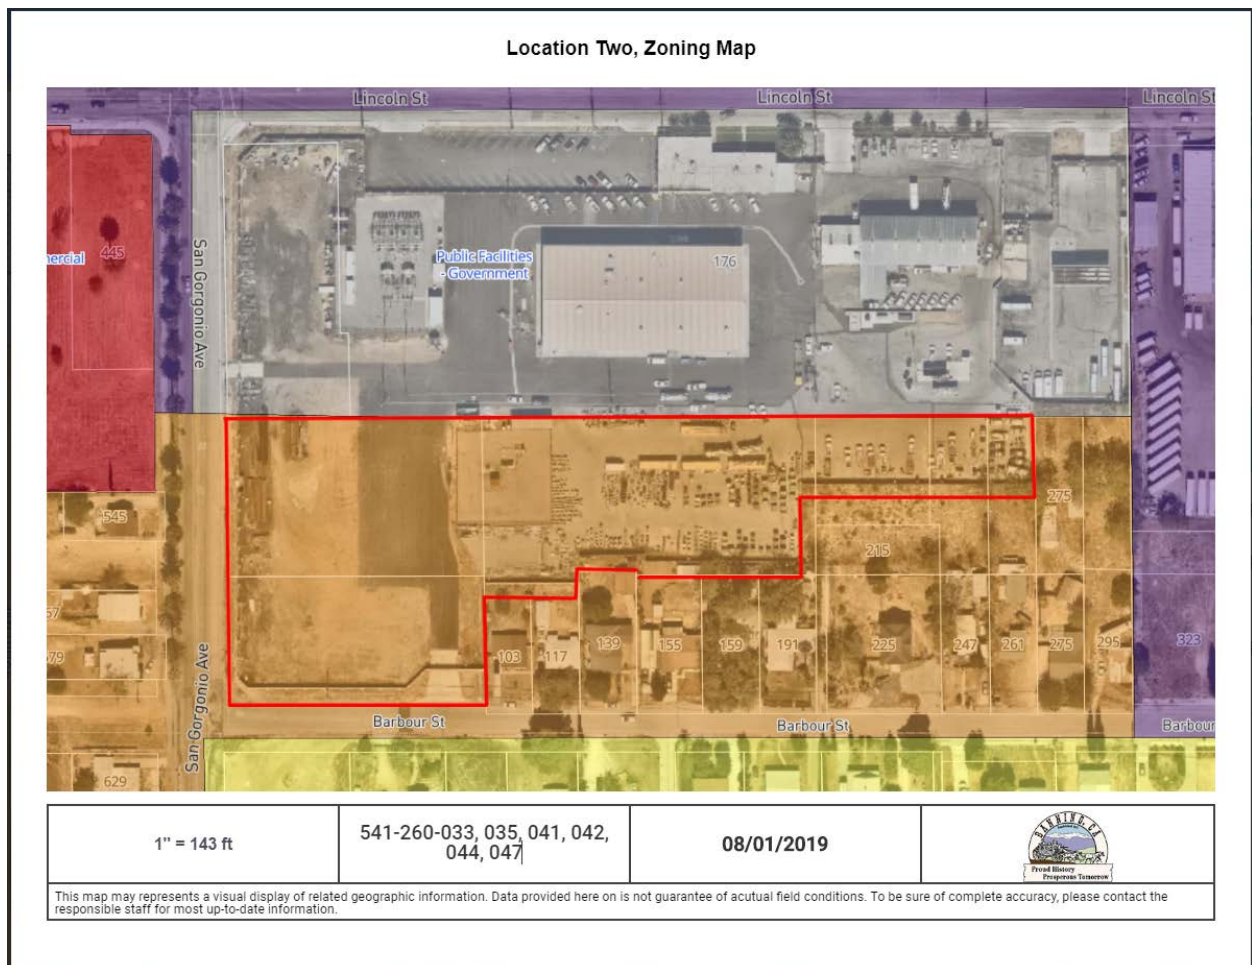 Location Two, Zoning Map
Lincoln St
Lincoln St
Lincoln St
445
ercial
San Gorgonio Ave
Public Facilities
- Government
176
275
545
215
57
579
103
117
139
155
159
191
225
247
261
275
295
323
San Gorgonio Ave
Barbour St
Barbour St
Barbour
629
1" = 143 ft
541-260-033, 035, 041, 042,
044, 047
08/01/2019
BANNING, CA
Proud History
Prosperous Tomorrow
This map may represents a visual display of related geographic information. Data provided here on is not guarantee of acutual field conditions. To be sure of complete accuracy, please contact the
responsible staff for most up-to-date information.